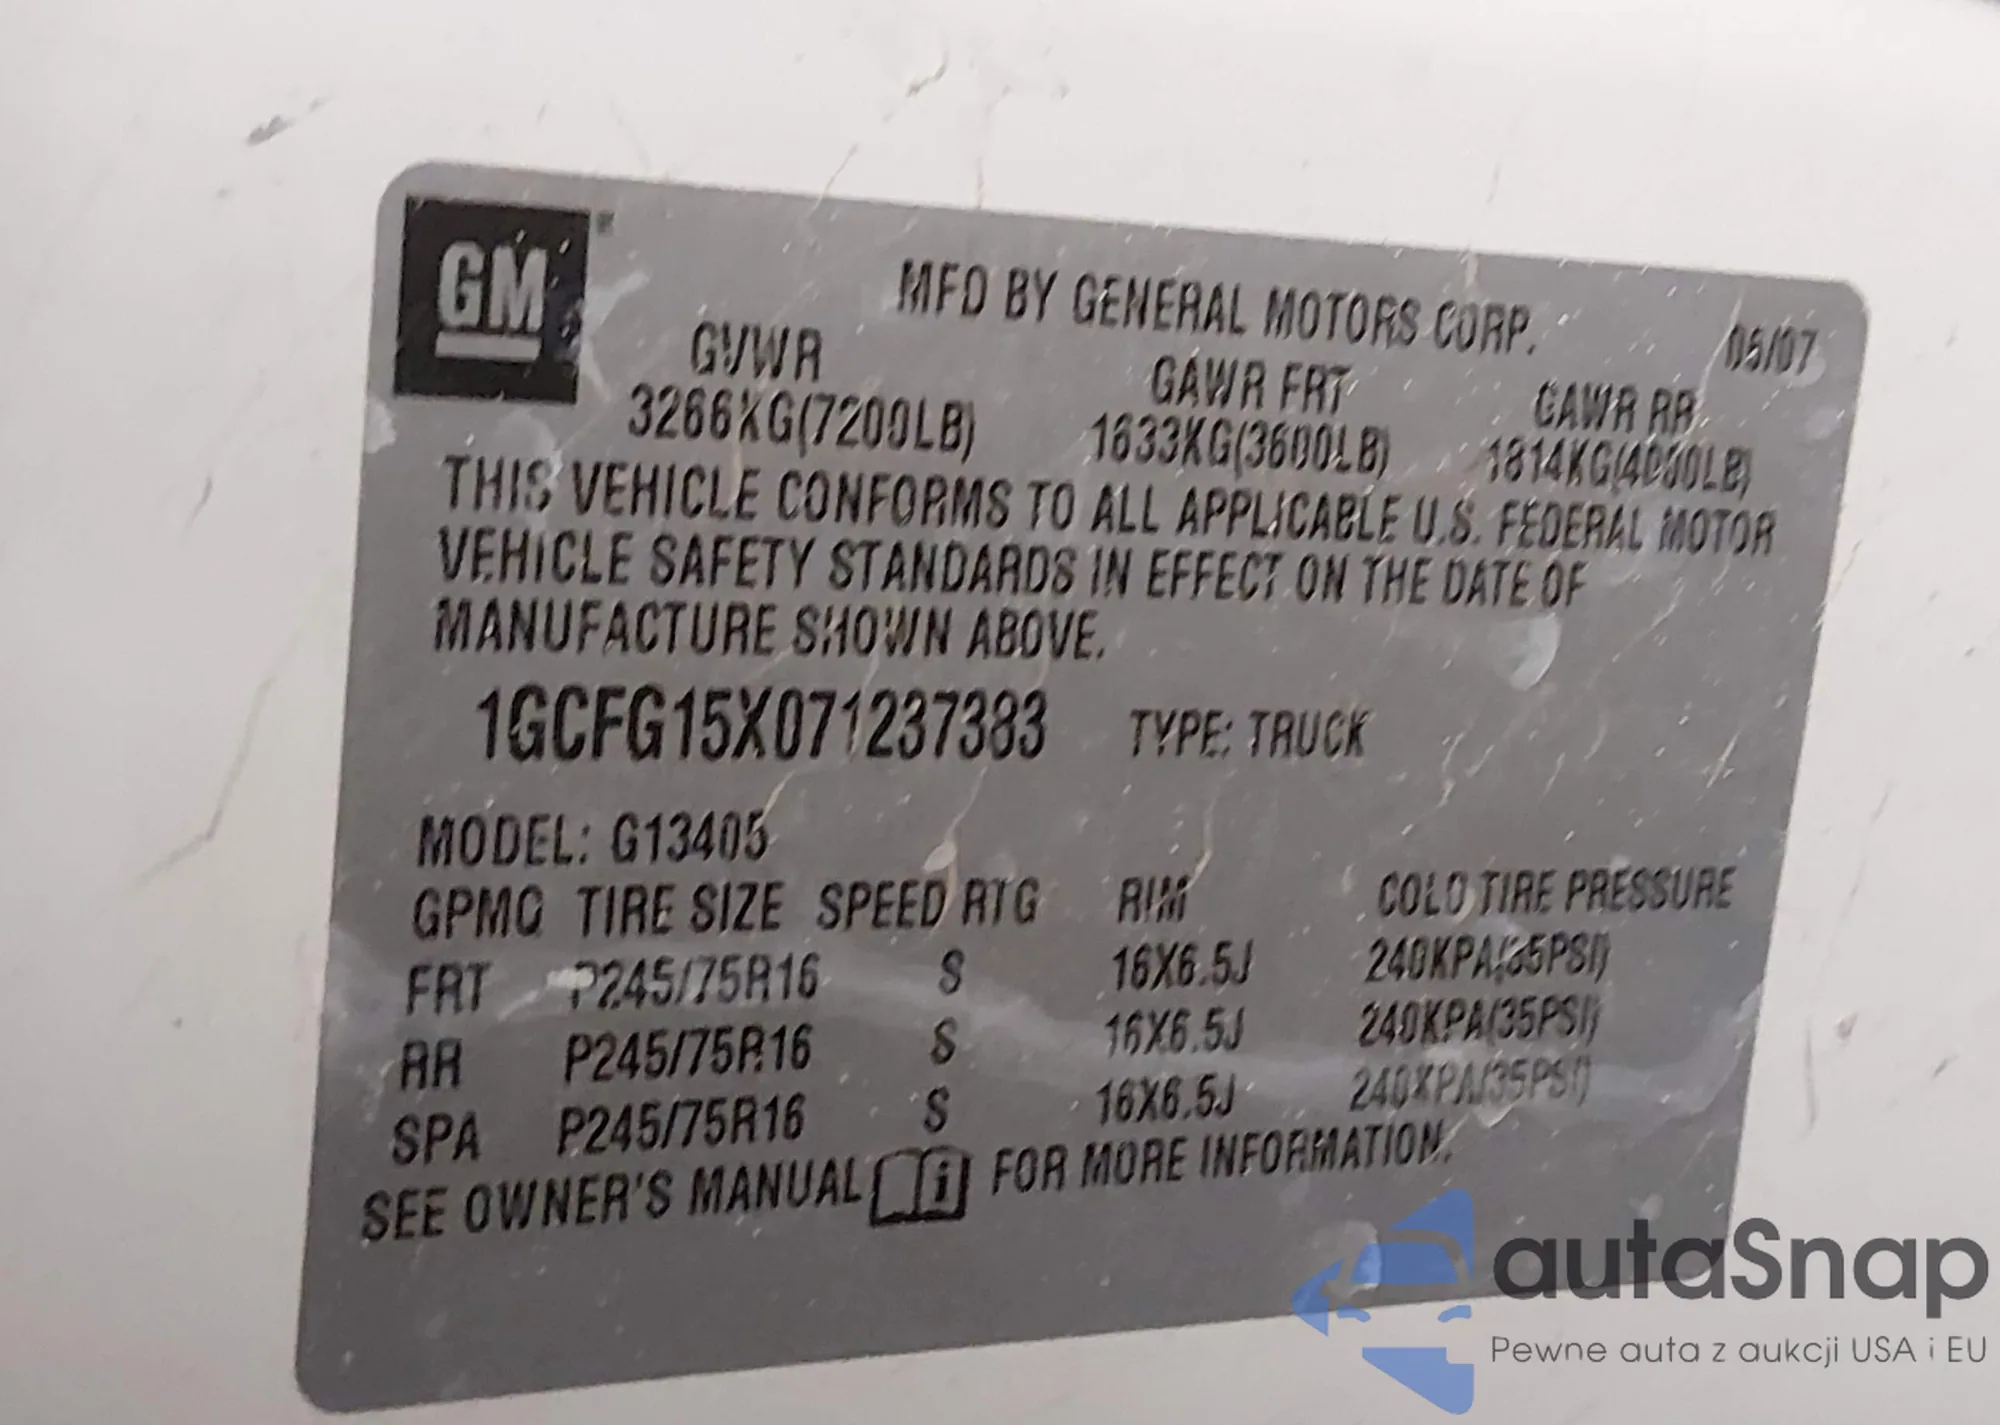 GM
MFD BY GENERAL MOTORS CORP.
06/07
GVWR GAWR FRT GAWR RR
3266KG(7200LB) 1633KG(3600LB) 1814KG(4000LB)
THIS VEHICLE CONFORMS TO ALL APPLICABLE U.S. FEDERAL MOTOR
VEHICLE SAFETY STANDARDS IN EFFECT ON THE DATE OF
MANUFACTURE SHOWN ABOVE.
1GCFG15X071237383 TYPE: TRUCK
MODEL: G13405
GPMQ TIRE SIZE SPEED RTG RIM COLD TIRE PRESSURE
FRT P245/75R16 S 16X6.5J 240KPA(35PSI)
RR P245/75R16 S 16X6.5J 240KPA(35PSI)
SPA P245/75R16 S 16X6.5J 240KPA(35PSI)
SEE OWNER'S MANUAL i FOR MORE INFORMATION.
autaSnap
Pewne auta z aukcji USA i EU